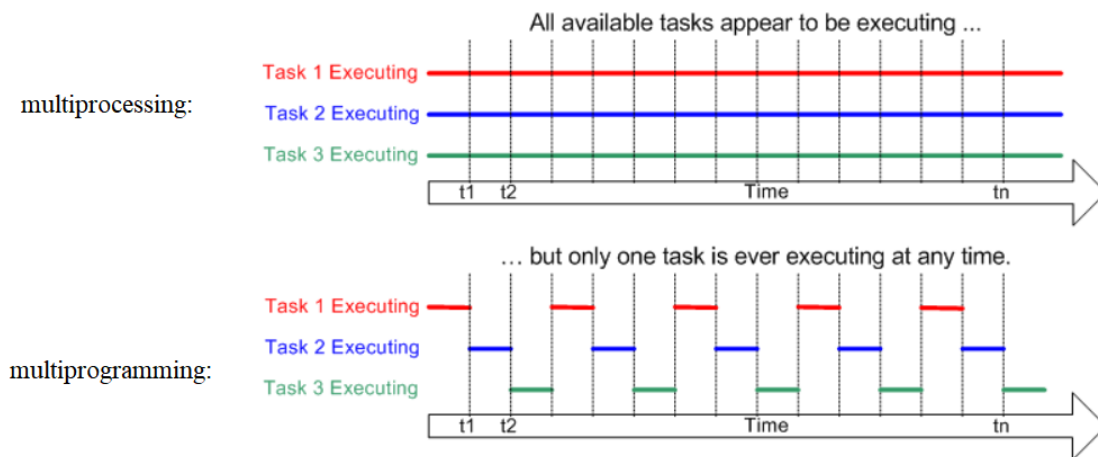 All available tasks appear to be executing ...
Task 1 Executing
multiprocessing:
Task 2 Executing
Task 3 Executing
t1 t2 Time tn
... but only one task is ever executing at any time.
Task 1 Executing
Task 2 Executing
multiprogramming:
Task 3 Executing
t1 t2 Time tn